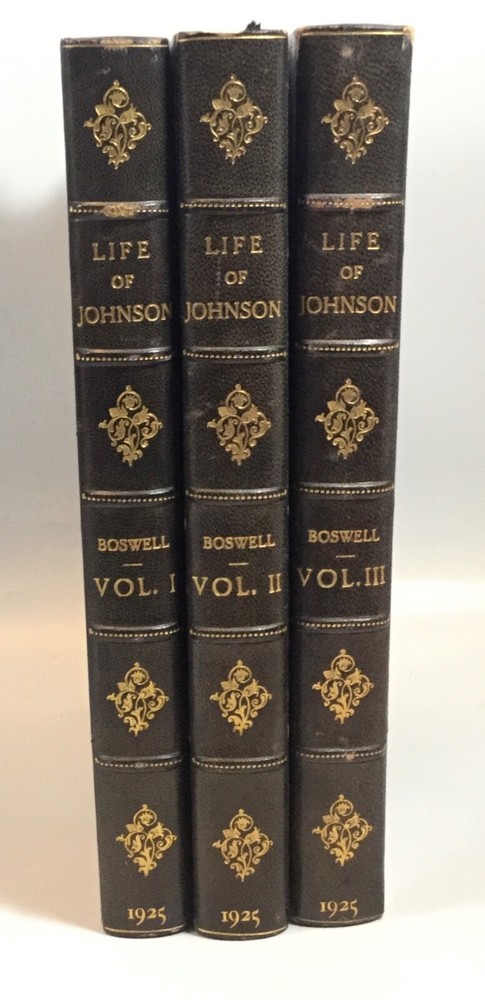 LIFE
OF
JOHNSON
BOSWELL
VOL. I
1925
LIFE
OF
JOHNSON
BOSWELL
VOL. II
1925
LIFE
OF
JOHNSON
BOSWELL
VOL. III
1925